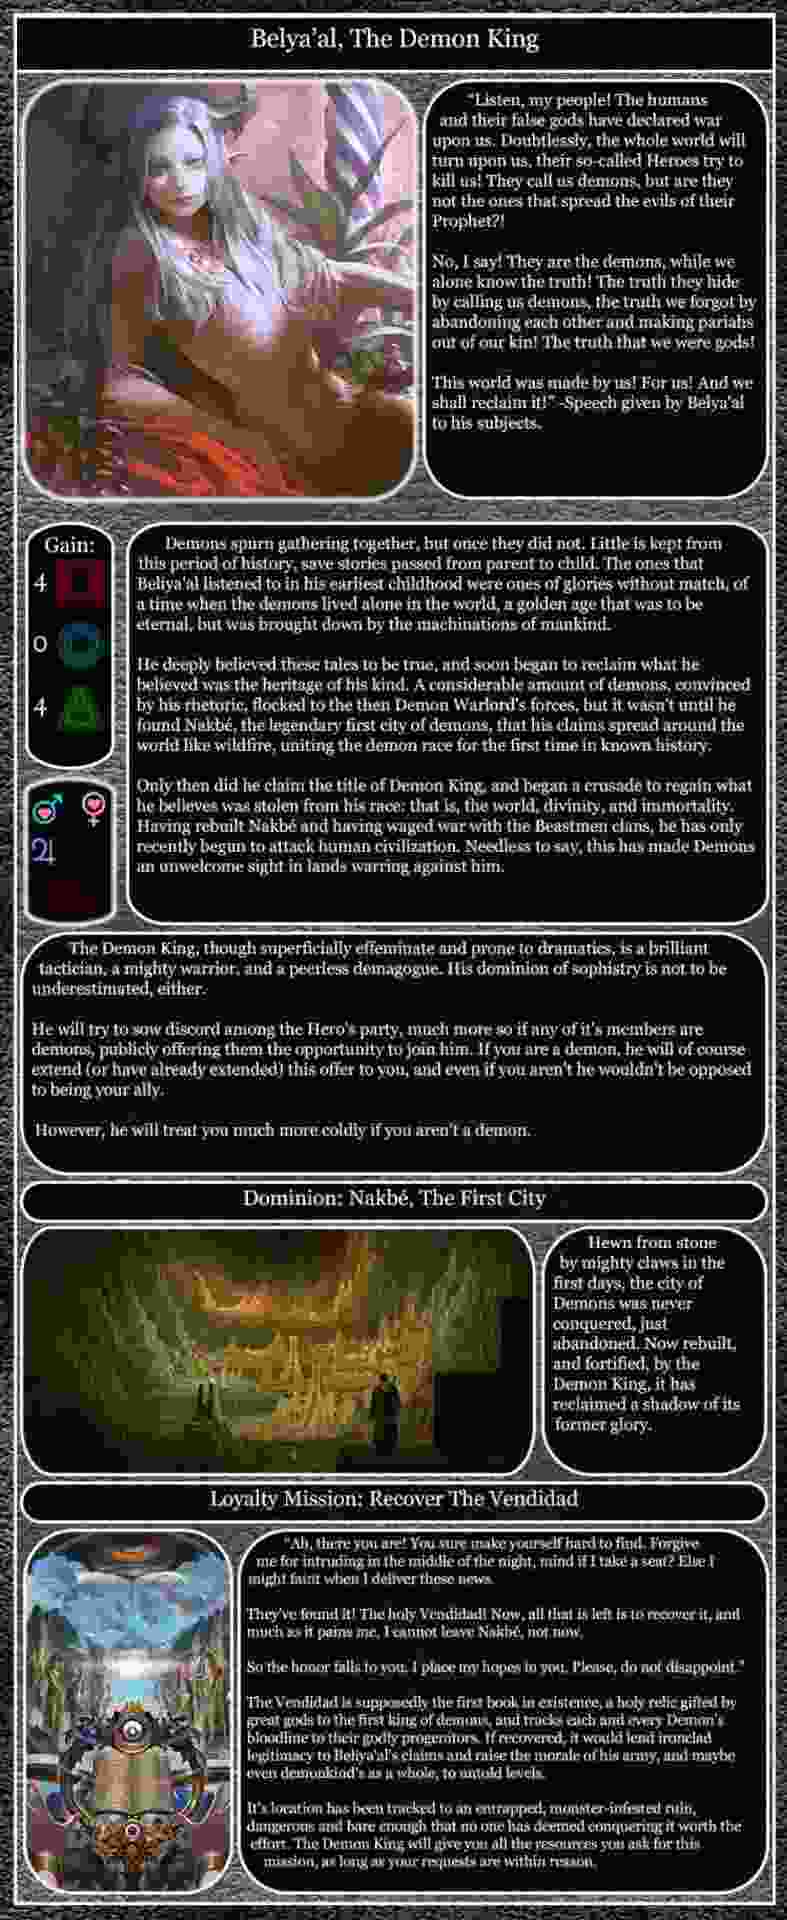 Belya'al, The Demon King
"Listen, my people! The humans
and their false gods have declared war
upon us. Doubtlessly, the whole world will
turn upon us, their so-called Heroes try to
kill us! They call us demons, but are they
not the ones that spread the evils of their
Prophet?!
No, I say! They are the demons, while we
alone know the truth! The truth they hide
by calling us demons, the truth we forgot by
abandoning each other and making pariahs
out of our kin! The truth that we were gods!
This world was made by us! For us! And we
shall reclaim it!" -Speech given by Belya'al
to his subjects.
Gain:
4
0
4
Demons spurn gathering together, but once they did not. Little is kept from
this period of history, save stories passed from parent to child. The ones that
Beliya'al listened to in his earliest childhood were ones of glories without match, of
a time when the demons lived alone in the world, a golden age that was to be
eternal, but was brought down by the machinations of mankind.
He deeply believed these tales to be true, and soon began to reclaim what he
believed was the heritage of his kind. A considerable amount of demons, convinced
by his rhetoric, flocked to the then Demon Warlord's forces, but it wasn't until he
found Nakbé, the legendary first city of demons, that his claims spread around the
world like wildfire, uniting the demon race for the first time in known history.
Only then did he claim the title of Demon King, and began a crusade to regain what
he believes was stolen from his race: that is, the world, divinity, and immortality.
Having rebuilt Nakbé and having waged war with the Beastmen clans, he has only
recently begun to attack human civilization. Needless to say, this has made Demons
an unwelcome sight in lands warring against him.
The Demon King, though superficially effeminate and prone to dramatics, is a brilliant
tactician, a mighty warrior, and a peerless demagogue. His dominion of sophistry is not to be
underestimated, either.
He will try to sow discord among the Hero's party, much more so if any of it's members are
demons, publicly offering them the opportunity to join him. If you are a demon, he will of course
extend (or have already extended) this offer to you, and even if you aren't he wouldn't be opposed
to being your ally.
However, he will treat you much more coldly if you aren't a demon.
Dominion: Nakbé, The First City
Hewn from stone
by mighty claws in the
first days, the city of
Demons was never
conquered, just
abandoned. Now rebuilt,
and fortified, by the
Demon King, it has
reclaimed a shadow of its
former glory.
Loyalty Mission: Recover The Vendidad
"Ah, there you are! You sure make yourself hard to find. Forgive
me for intruding in the middle of the night, mind if I take a seat? Else I
might faint when I deliver these news.
They've found it! The holy Vendidad! Now, all that is left is to recover it, and
much as it pains me, I cannot leave Nakbé, not now.
So the honor falls to you. I place my hopes in you. Please, do not disappoint."
The Vendidad is supposedly the first book in existence, a holy relic gifted by
great gods to the first king of demons, and tracks each and every Demon's
bloodline to their godly progenitors. If recovered, it would lend ironclad
legitimacy to Beliya'al's claims and raise the morale of his army, and maybe
even demonkind's as a whole, to untold levels.
It's location has been tracked to an entrapped, monster-infested ruin,
dangerous and bare enough that no one has deemed conquering it worth the
effort. The Demon King will give you all the resources you ask for this
mission, as long as your requests are within reason.